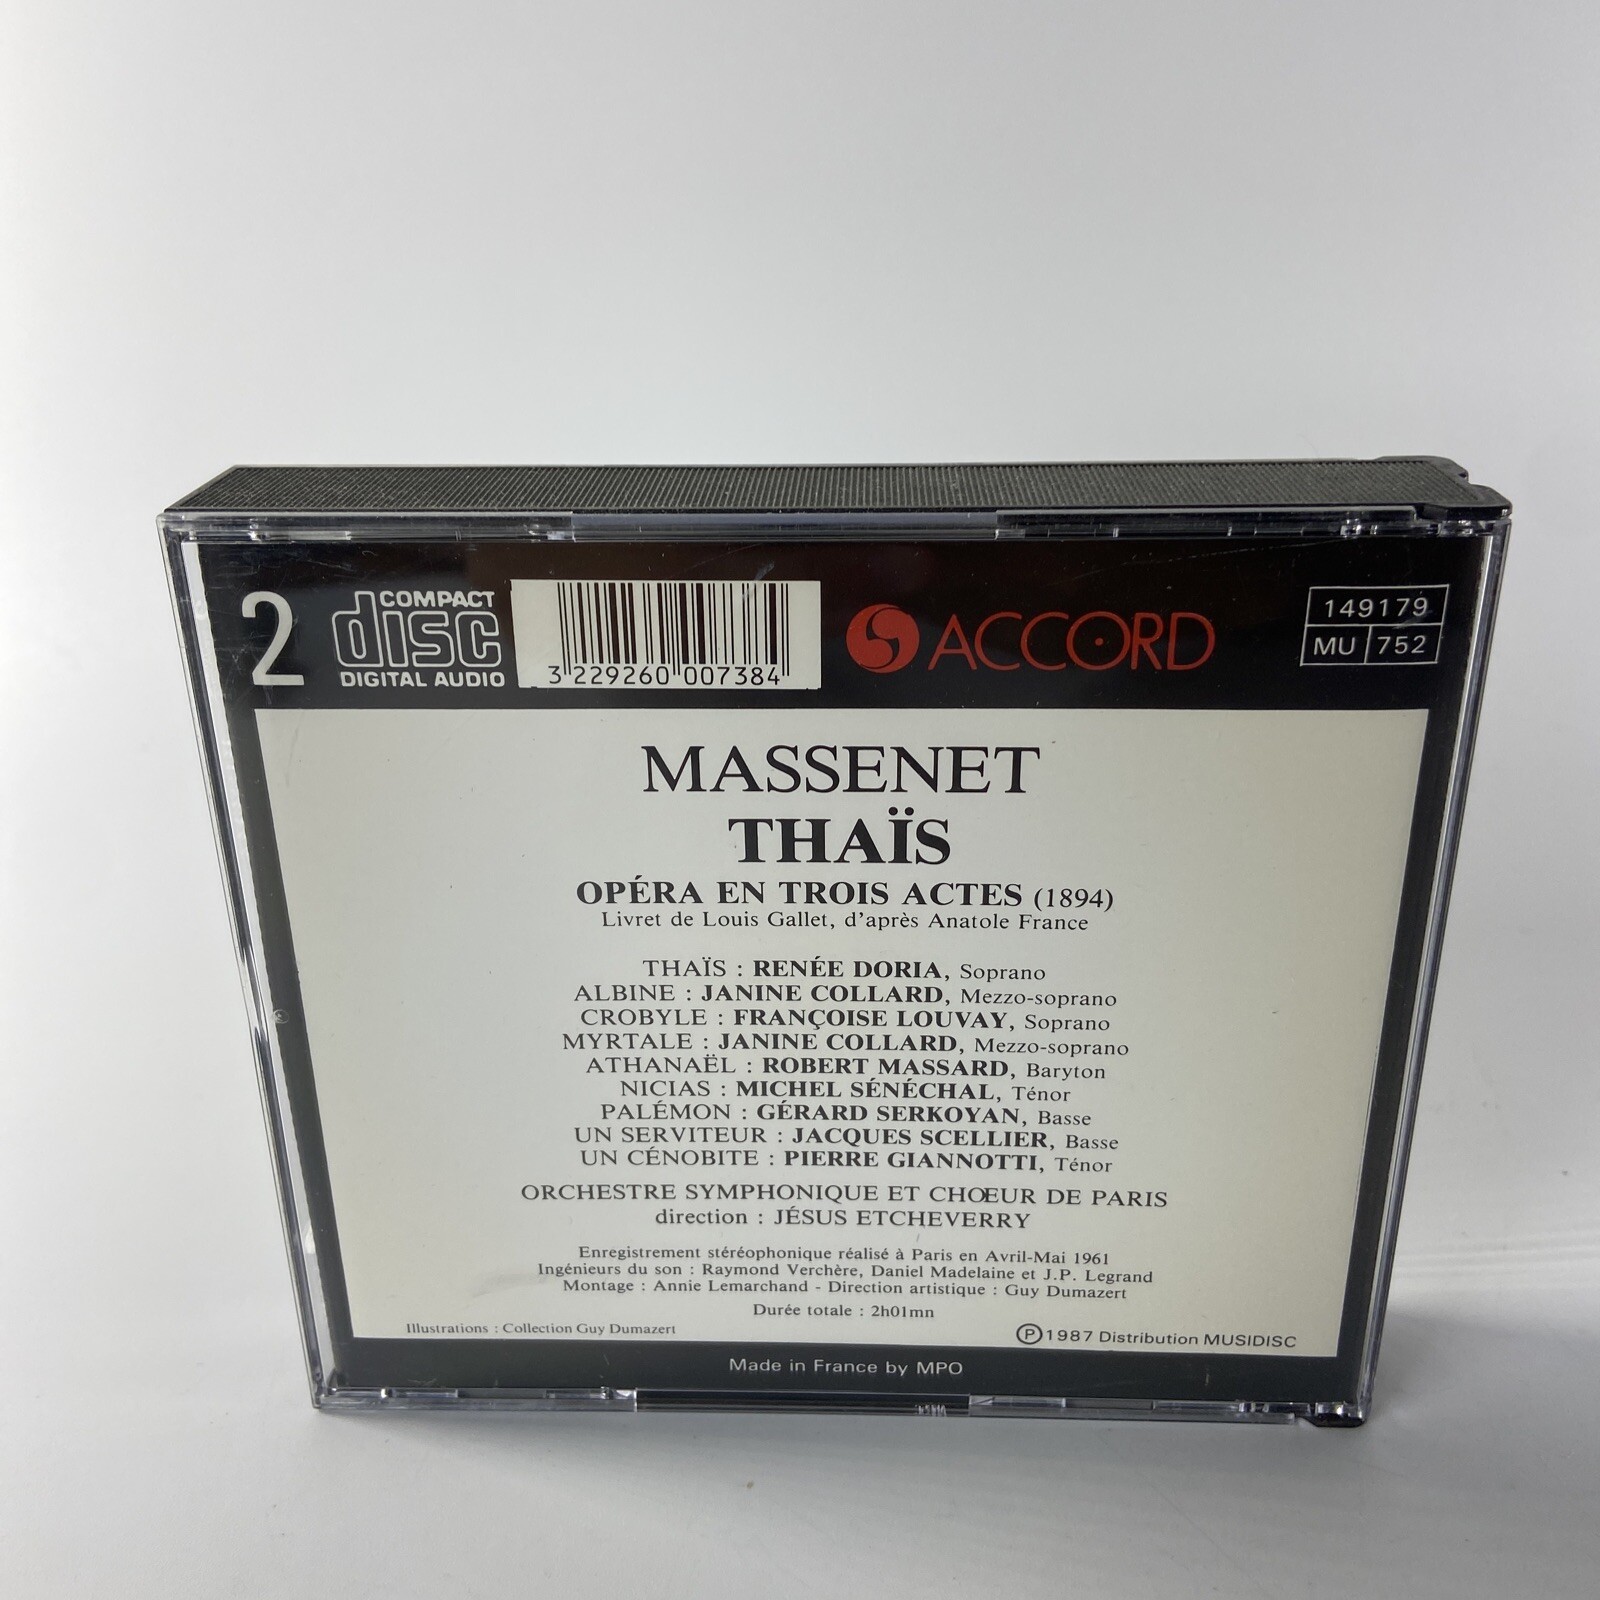 2 COMPACT disc DIGITAL AUDIO
3 229260 007384
ACCORD
149179
MU 752
MASSENET
THAÏS
OPÉRA EN TROIS ACTES (1894)
Livret de Louis Gallet, d'après Anatole France
THAÏS : RENÉE DORIA, Soprano
ALBINE : JANINE COLLARD, Mezzo-soprano
CROBYLE : FRANÇOISE LOUVAY, Soprano
MYRTALE : JANINE COLLARD, Mezzo-soprano
ATHANAËL : ROBERT MASSARD, Baryton
NICIAS : MICHEL SÉNÉCHAL, Ténor
PALÉMON : GÉRARD SERKOYAN, Basse
UN SERVITEUR : JACQUES SCELLIER, Basse
UN CÉNOBITE : PIERRE GIANNOTTI, Ténor
ORCHESTRE SYMPHONIQUE ET CHŒUR DE PARIS
direction : JÉSUS ETCHEVERRY
Enregistrement stéréophonique réalisé à Paris en Avril-Mai 1961
Ingénieurs du son : Raymond Verchère, Daniel Madelaine et J.P. Legrand
Montage : Annie Lemarchand - Direction artistique : Guy Dumazert
Durée totale : 2h01mn
Illustrations : Collection Guy Dumazert
Ⓟ1987 Distribution MUSIDISC
Made in France by MPO